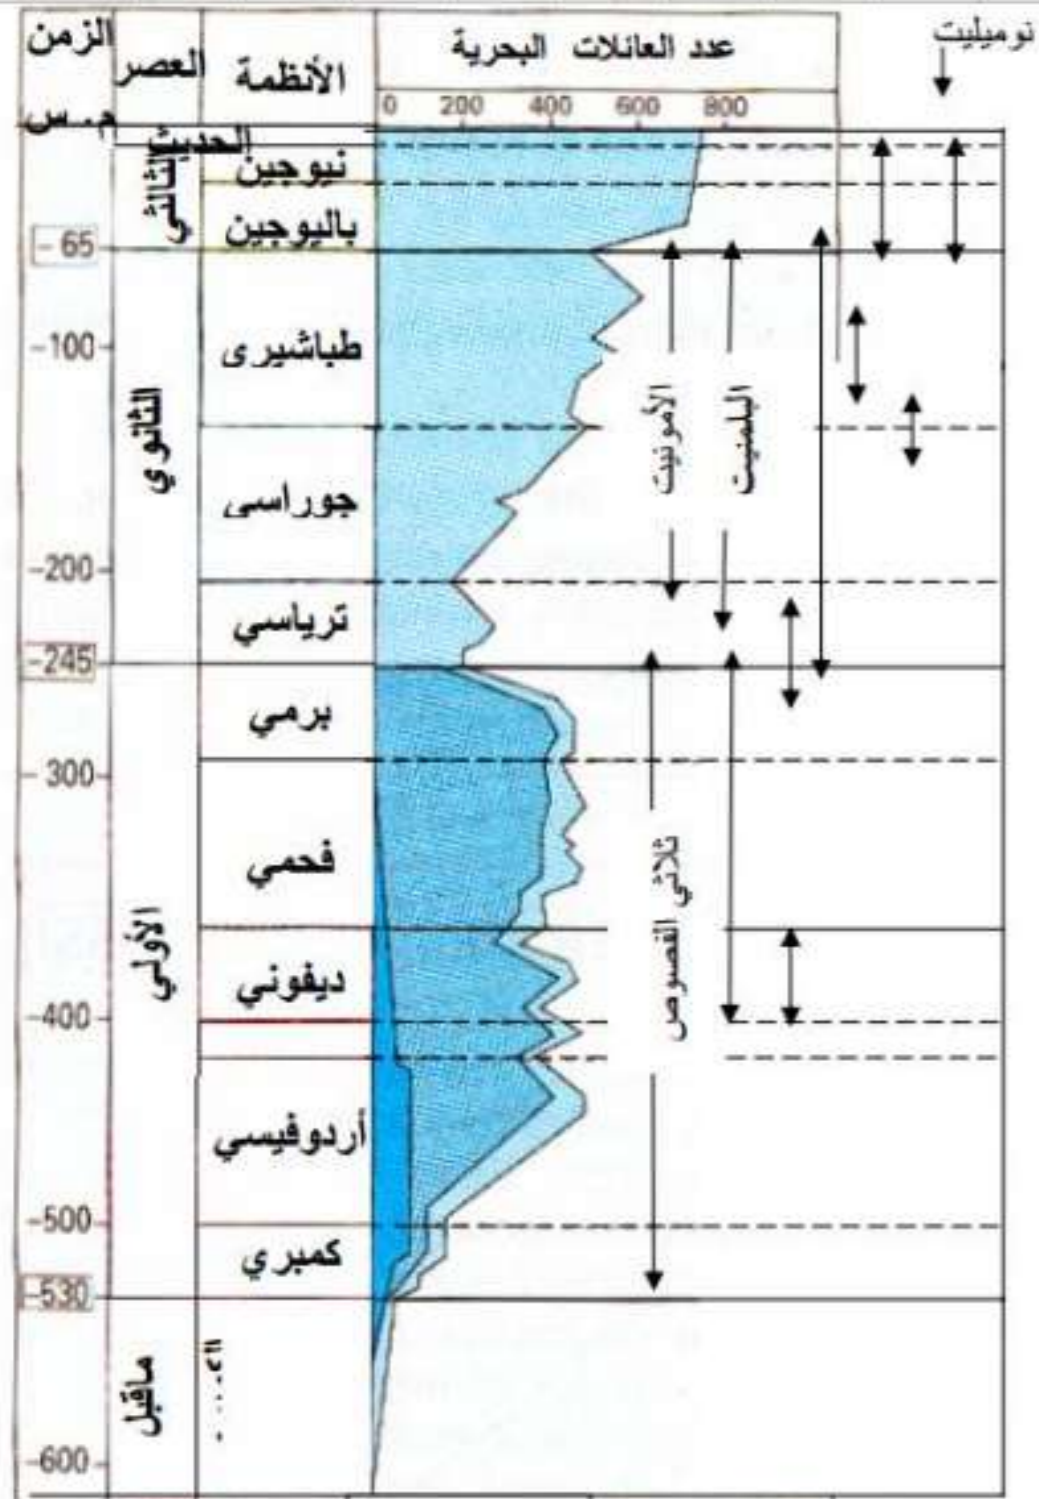 الزمن
م.س
العصر
الأنظمة
عدد العائلات البحرية
0 200 400 600 800
نوميليت
الحديث
الثالثي
نيوجين
باليوجين
- 65
طباشيرى
-100
الثانوي
الأمونيت
البلمنيت
جوراسى
-200
ترياسي
-245
برمي
- 300
فحمي
ثلاثي الفصوص
الأولي
ديفوني
-400
أردوفيسي
-500
كمبري
-530
ماقبل
-600